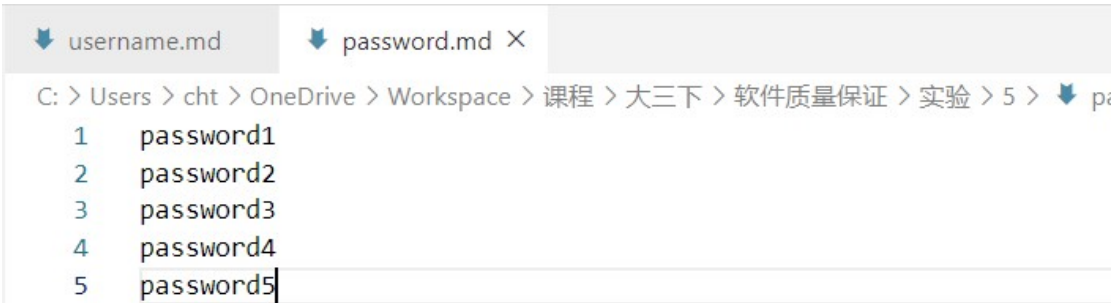 username.md password.md ×
C: > Users > cht > OneDrive > Workspace > 课程 > 大三下 > 软件质量保证 > 实验 > 5 >
1 password1
2 password2
3 password3
4 password4
5 password5